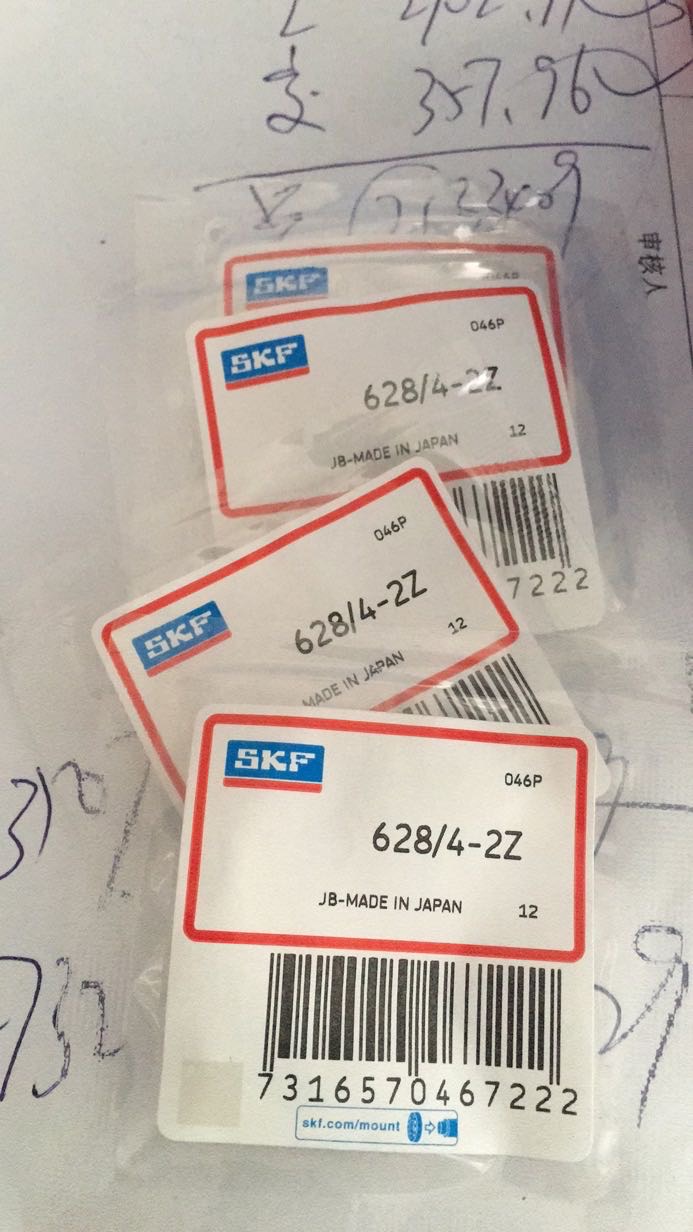 357.96
审核人
SKF
SKF
046P
628/4-2Z
JB-MADE IN JAPAN
12
7222
SKF
046P
628/4-2Z
MADE IN JAPAN
12
SKF
046P
628/4-2Z
JB-MADE IN JAPAN
12
7316570467222
skf.com/mount
732